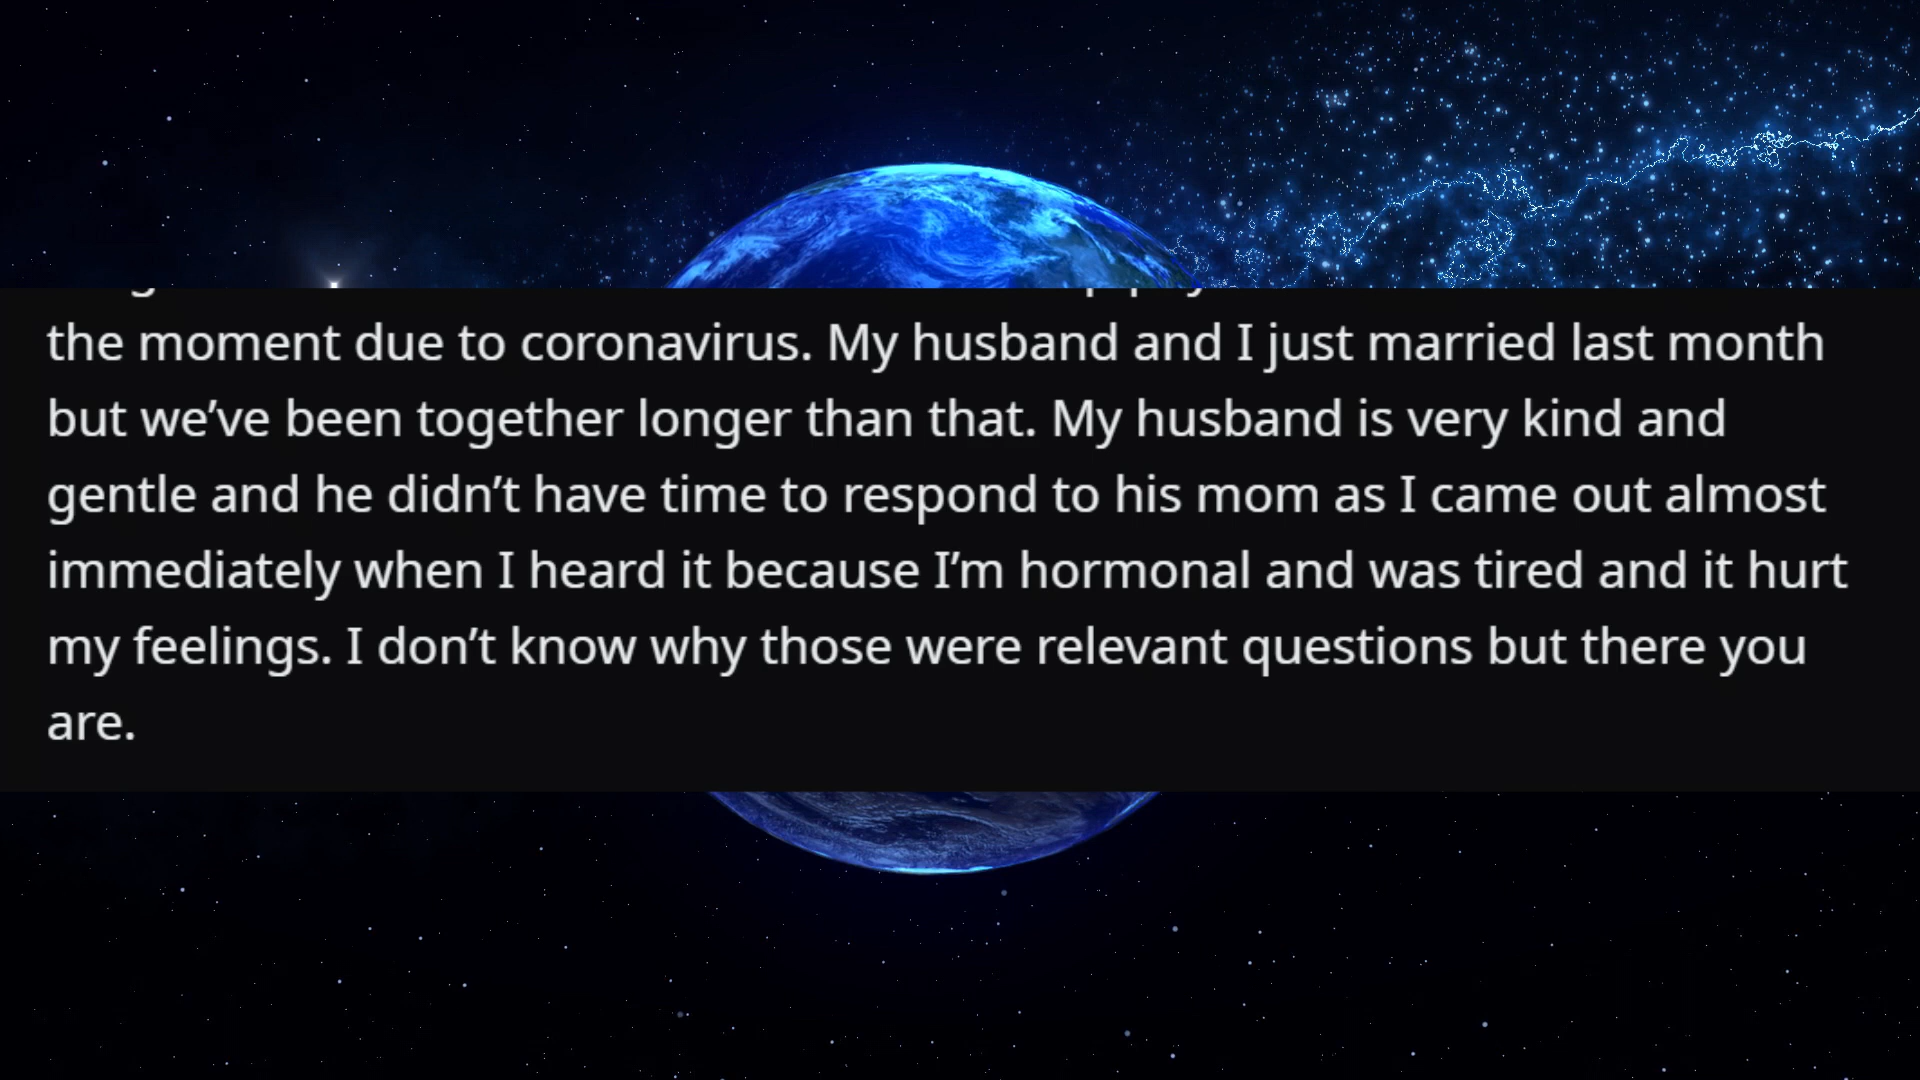 the moment due to coronavirus. My husband and I just married last month
but we’ve been together longer than that. My husband is very kind and
gentle and he didn’t have time to respond to his mom as I came out almost
immediately when I heard it because I’m hormonal and was tired and it hurt
my feelings. I don’t know why those were relevant questions but there you
are.